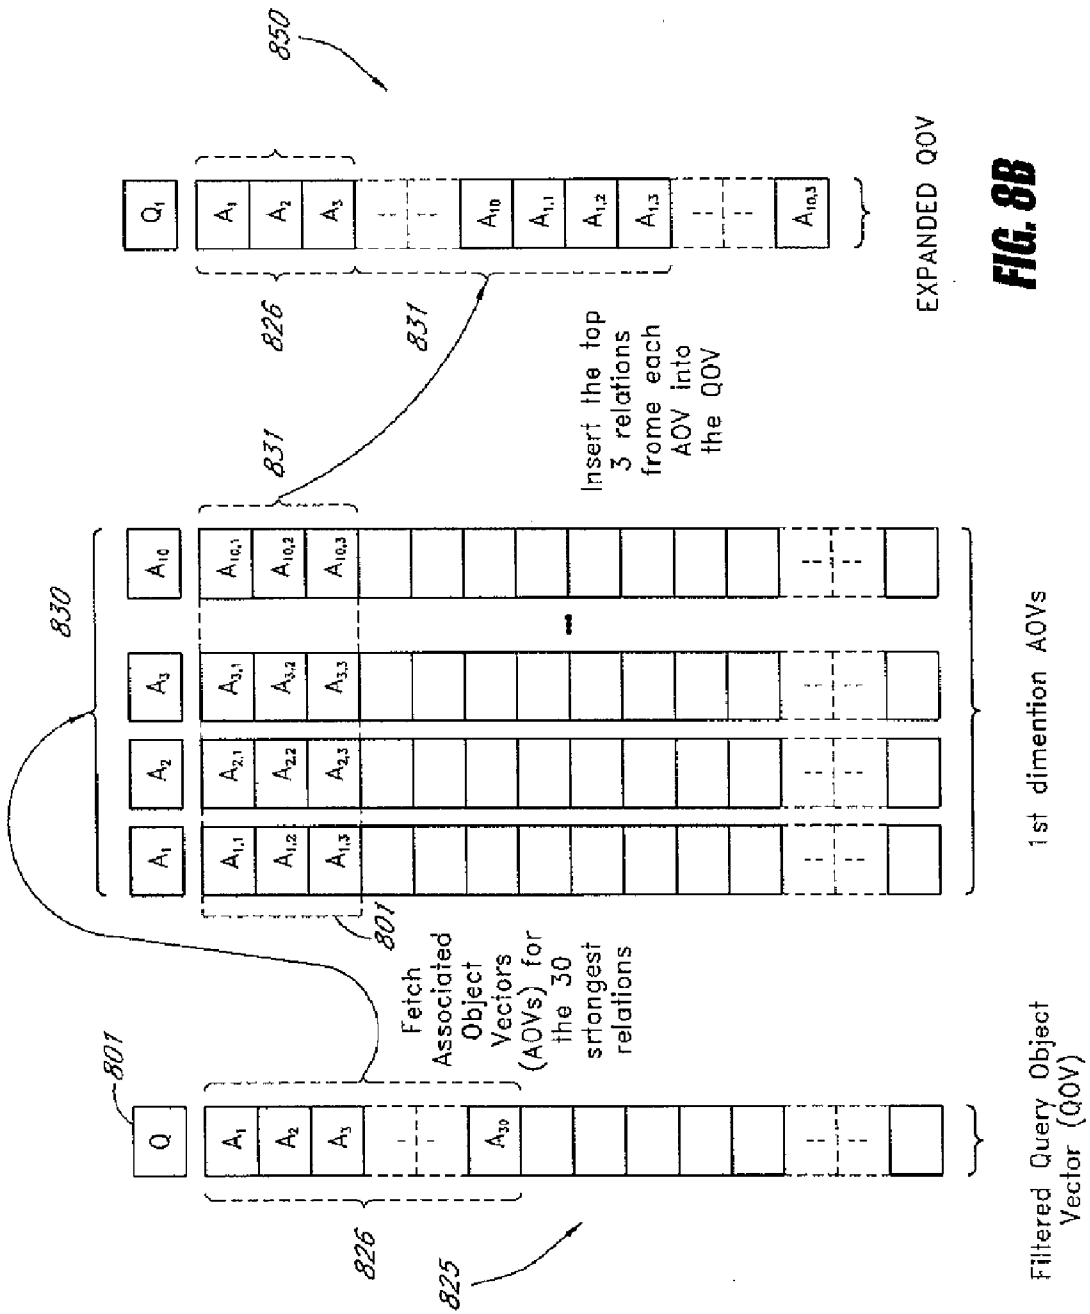 801
Q
A₁
A₂
A₃
A₃₀
826
825
Filtered Query Object
Vector (QOV)
Fetch
Associated
Object
Vectors
(AOVs) for
the 30
srtongest
relations
830
A₁
A₂
A₃
A₁₀
A₁,₁
A₂,₁
A₃,₁
A₁₀,₁
A₁,₂
A₂,₂
A₃,₂
A₁₀,₂
A₁,₃
A₂,₃
A₃,₃
A₁₀,₃
801
831
1st dimention AOVs
Insert the top
3 relations
frome each
AOV into
the QOV
850
Q₁
A₁
A₂
A₃
A₁₀
A₁,₁
A₁,₂
A₁,₃
A₁₀,₃
826
831
EXPANDED QOV
FIG. 8B